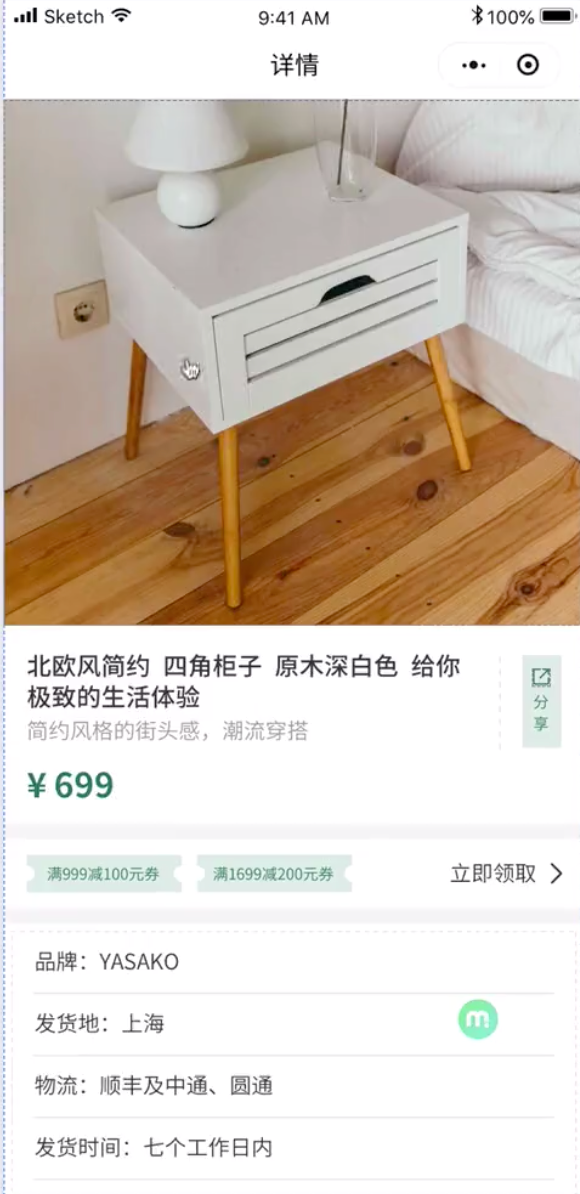 Sketch 9:41 AM 100%
详情
北欧风简约 四角柜子 原木深白色 给你
极致的生活体验
简约风格的街头感，潮流穿搭
分
享
¥ 699
满999减100元券 满1699减200元券 立即领取
品牌：YASAKO
发货地：上海
m
物流：顺丰及中通、圆通
发货时间：七个工作日内